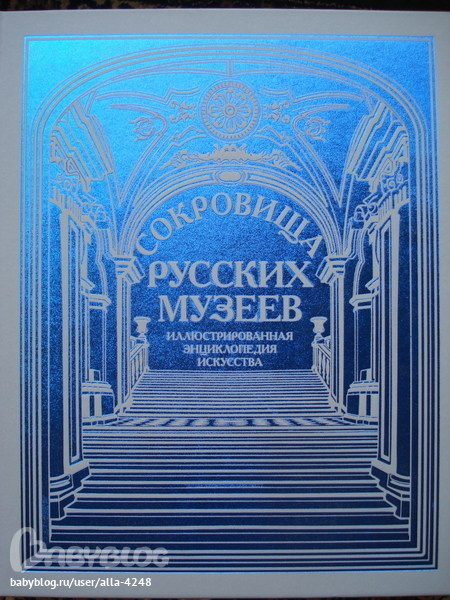 СОКРОВИЩА
РУССКИХ
МУЗЕЕВ
ИЛЛЮСТРИРОВАННАЯ
ЭНЦИКЛОПЕДИЯ
ИСКУССТВА
BABYBLOG
babyblog.ru/user/alla-4248